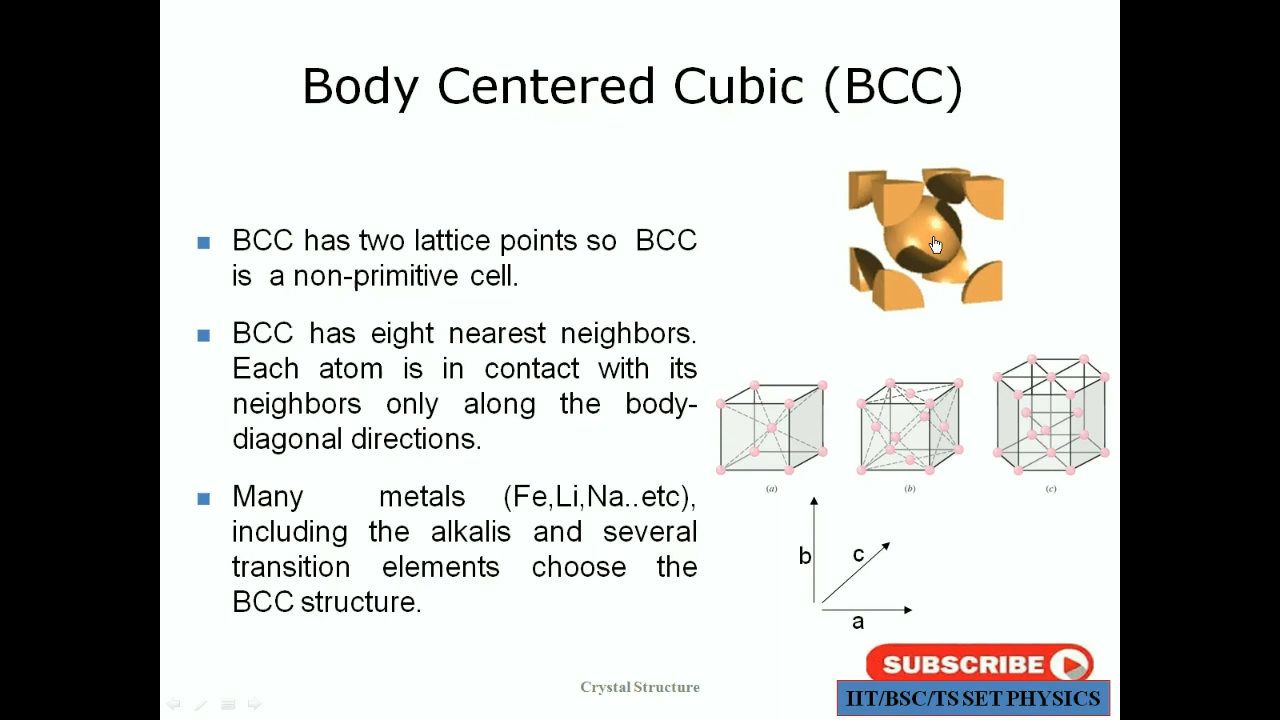 Body Centered Cubic (BCC)
BCC has two lattice points so BCC
is a non-primitive cell.
BCC has eight nearest neighbors.
Each atom is in contact with its
neighbors only along the body-
diagonal directions.
Many metals (Fe,Li,Na..etc),
including the alkalis and several
transition elements choose the
BCC structure.
(a) (b) (c)
b c
a
SUBSCRIBE
Crystal Structure
IIT/BSC/TS SET PHYSICS